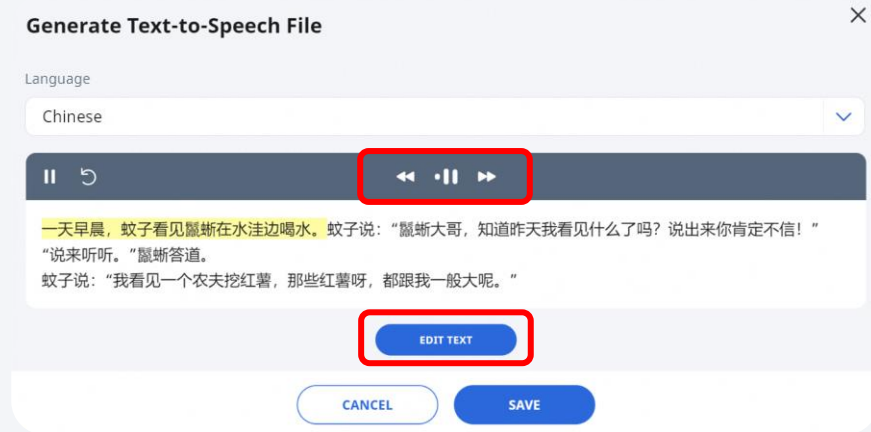 Generate Text-to-Speech File
Language
Chinese
一天早晨，蚊子看见鬣蜥在水洼边喝水。蚊子说：“鬣蜥大哥，知道昨天我看见什么了吗？说出来你肯定不信！”
“说来听听。”鬣蜥答道。
蚊子说：“我看见一个农夫挖红薯，那些红薯呀，都跟我一般大呢。”
EDIT TEXT
CANCEL
SAVE